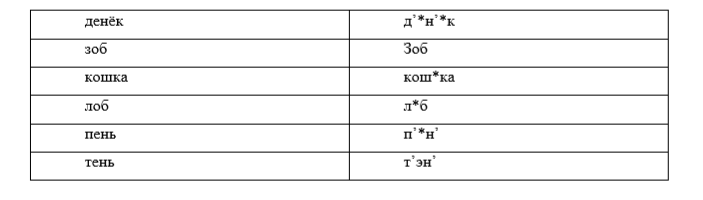 денёк д’*н’*к
зоб Зоб
кошка кош*ка
лоб л*б
пень п’*н’
тень т’эн’